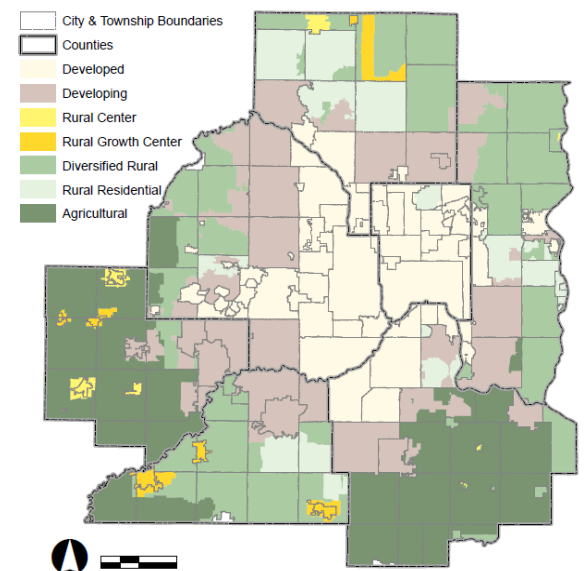 City & Township Boundaries
Counties
Developed
Developing
Rural Center
Rural Growth Center
Diversified Rural
Rural Residential
Agricultural